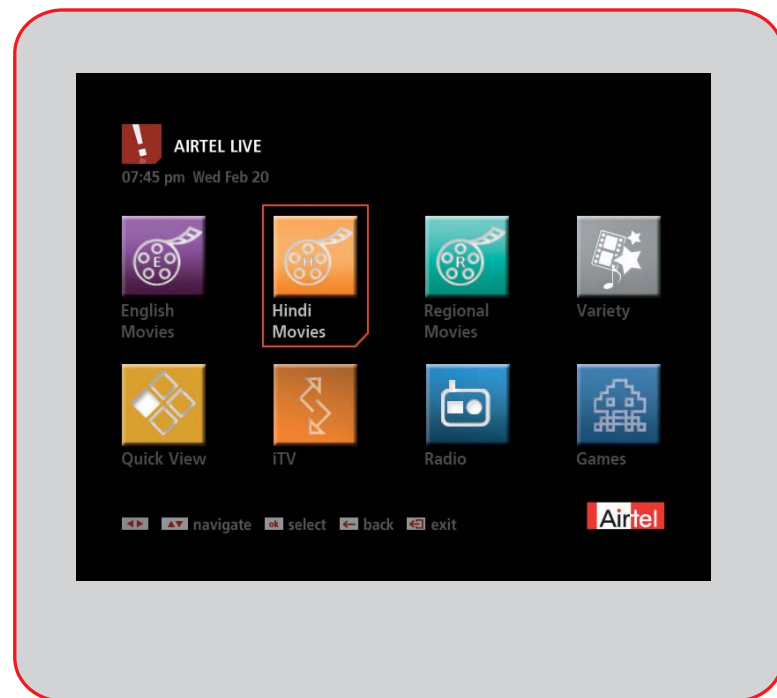 AIRTEL LIVE
07:45 pm Wed Feb 20
E
M
R
English
Movies
Hindi
Movies
Regional
Movies
Variety
Quick View
iTV
Radio
Games
navigate ok select back exit
Airtel